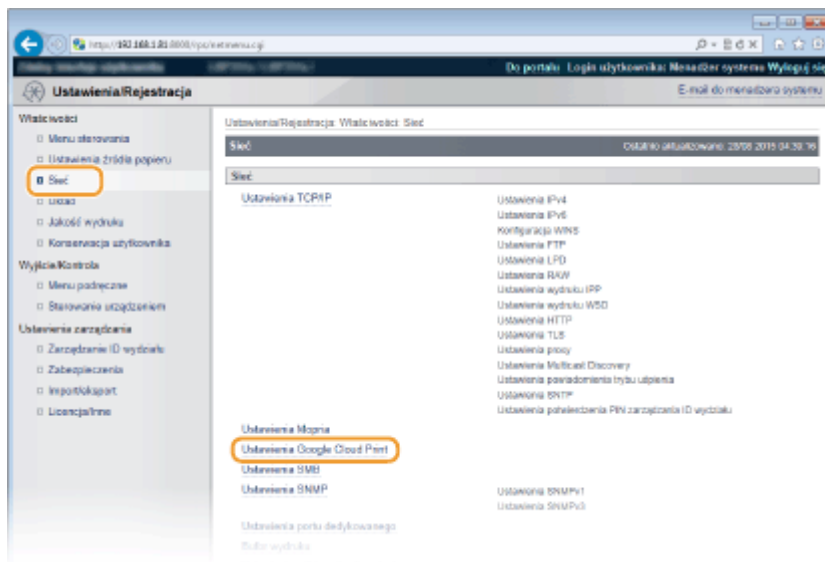 http://192.168.1.81:8000/rps/netmenu.cgi
Do portalu Login użytkownika: Menadżer systemu Wyloguj się
Ustawienia/Rejestracja
E-mail do menadżera systemu
Właściwości
Menu sterowania
Ustawienia źródła papieru
Sieć
Układ
Jakość wydruku
Konserwacja użytkownika
Wyjście/Kontrola
Menu podręczne
Sterowanie urządzeniem
Ustawienia zarządzania
Zarządzanie ID wydziału
Zabezpieczenia
Import/eksport
Licencja/Inne
Ustawienia/Rejestracja: Właściwości: Sieć
Sieć
Ostatnio aktualizowano: 28/08 2015 04:39:16
Sieć
Ustawienia TCP/IP
Ustawienia IPv4
Ustawienia IPv6
Konfiguracja WINS
Ustawienia FTP
Ustawienia LPD
Ustawienia RAW
Ustawienia wydruku IPP
Ustawienia wydruku WSD
Ustawienia HTTP
Ustawienia TLS
Ustawienia proxy
Ustawienia Multicast Discovery
Ustawienia powiadomienia trybu uśpienia
Ustawienia SNTP
Ustawienia potwierdzenia PIN zarządzania ID wydziału
Ustawienia Mopria
Ustawienia Google Cloud Print
Ustawienia SMB
Ustawienia SNMP
Ustawienia SNMPv1
Ustawienia SNMPv3
Ustawienia portu dedykowanego
Bufor wydruku